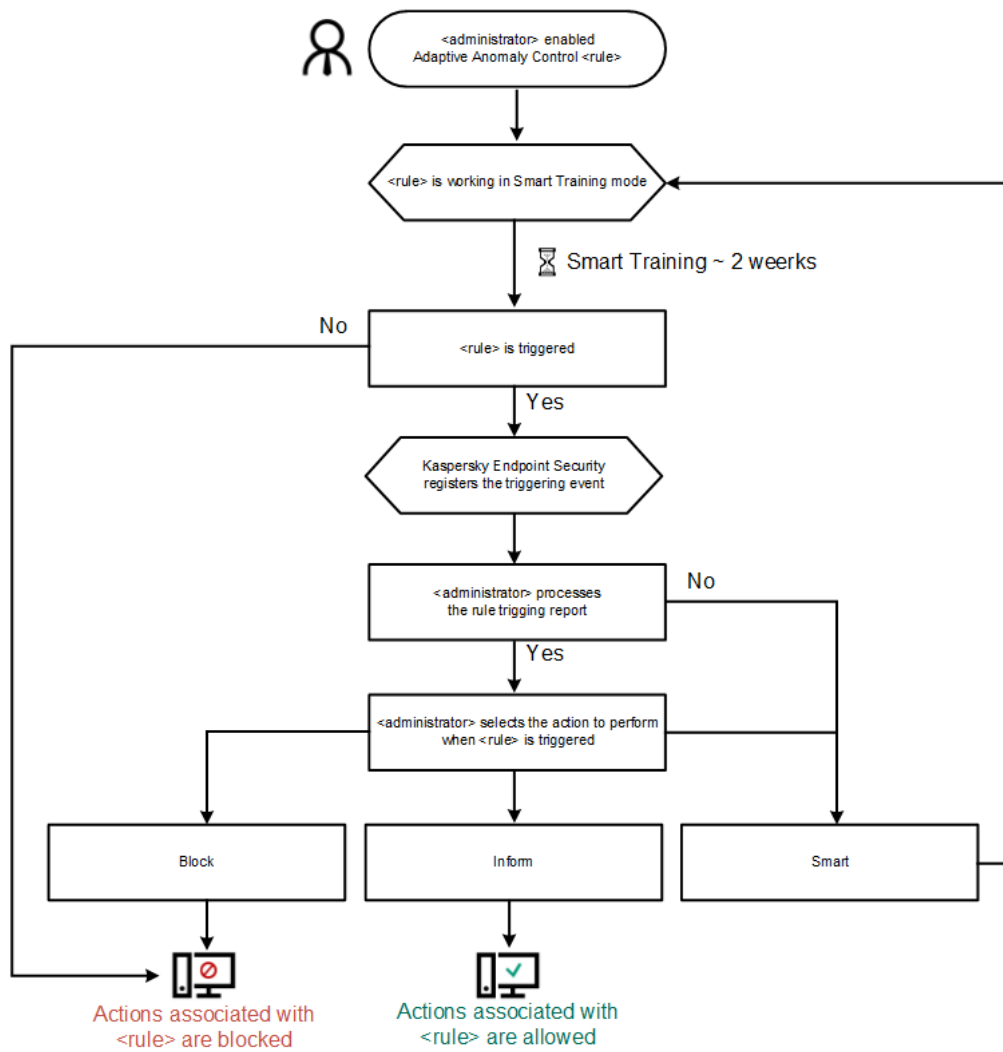 <administrator> enabled
Adaptive Anomaly Control <rule>
<rule> is working in Smart Training mode
Smart Training ~ 2 weerks
No
<rule> is triggered
Yes
Kaspersky Endpoint Security
registers the triggering event
<administrator> processes
the rule trigging report
No
Yes
<administrator> selects the action to perform
when <rule> is triggered
Block
Inform
Smart
Actions associated with
<rule> are blocked
Actions associated with
<rule> are allowed